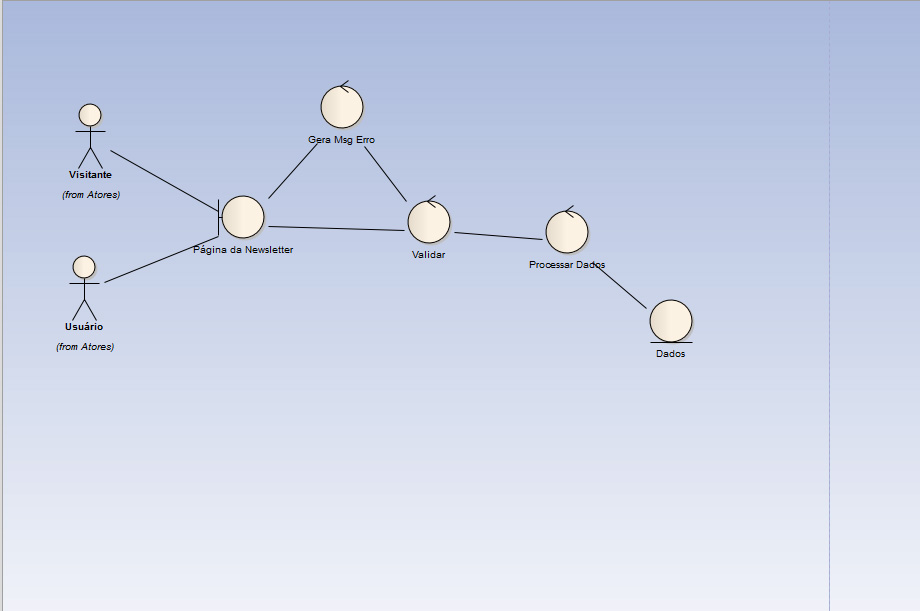 Gera Msg Erro
Visitante
(from Atores)
Página da Newsletter
Validar
Processar Dados
Usuário
(from Atores)
Dados